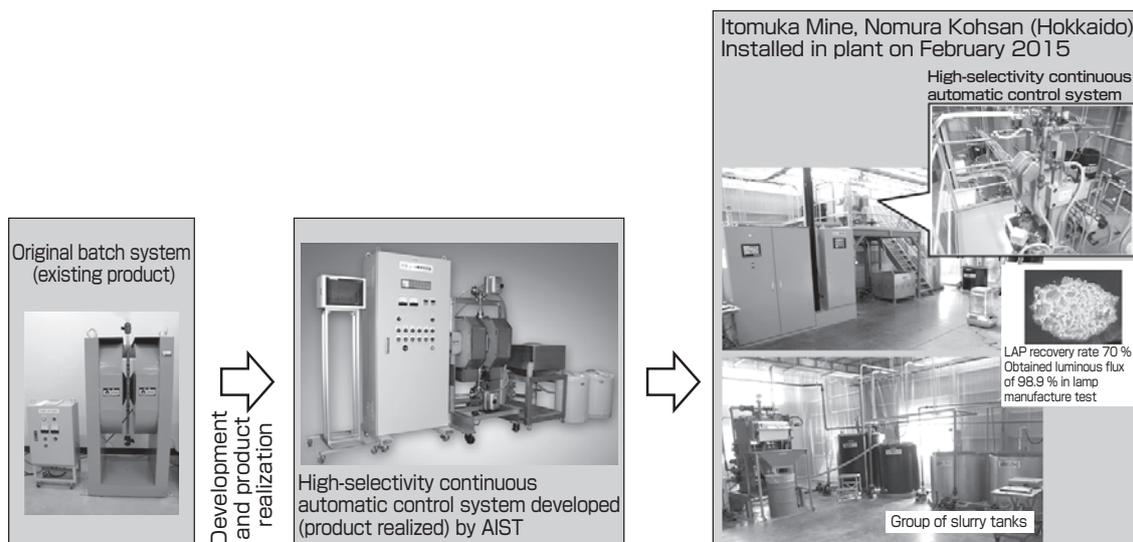 Original batch system
(existing product)
Development
and product
realization
High-selectivity continuous
automatic control system developed
(product realized) by AIST
Itomuka Mine, Nomura Kohsan (Hokkaido)
Installed in plant on February 2015
High-selectivity continuous
automatic control system
LAP recovery rate 70 %
Obtained luminous flux
of 98.9 % in lamp
manufacture test
Group of slurry tanks